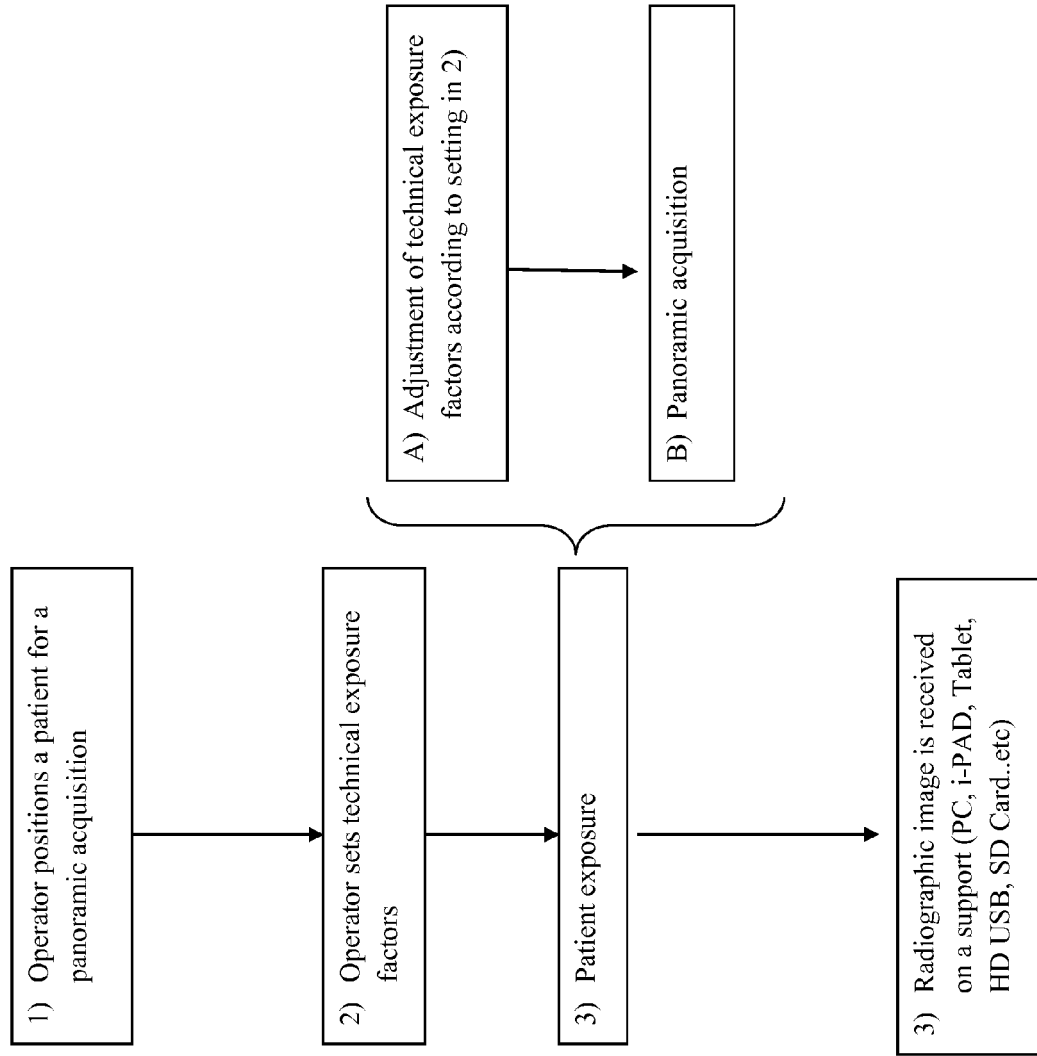 1) Operator positions a patient for a
panoramic acquisition
2) Operator sets technical exposure
factors
3) Patient exposure
A) Adjustment of technical exposure
factors according to setting in 2)
B) Panoramic acquisition
3) Radiographic image is received
on a support (PC, i-PAD, Tablet,
HD USB, SD Card..etc)